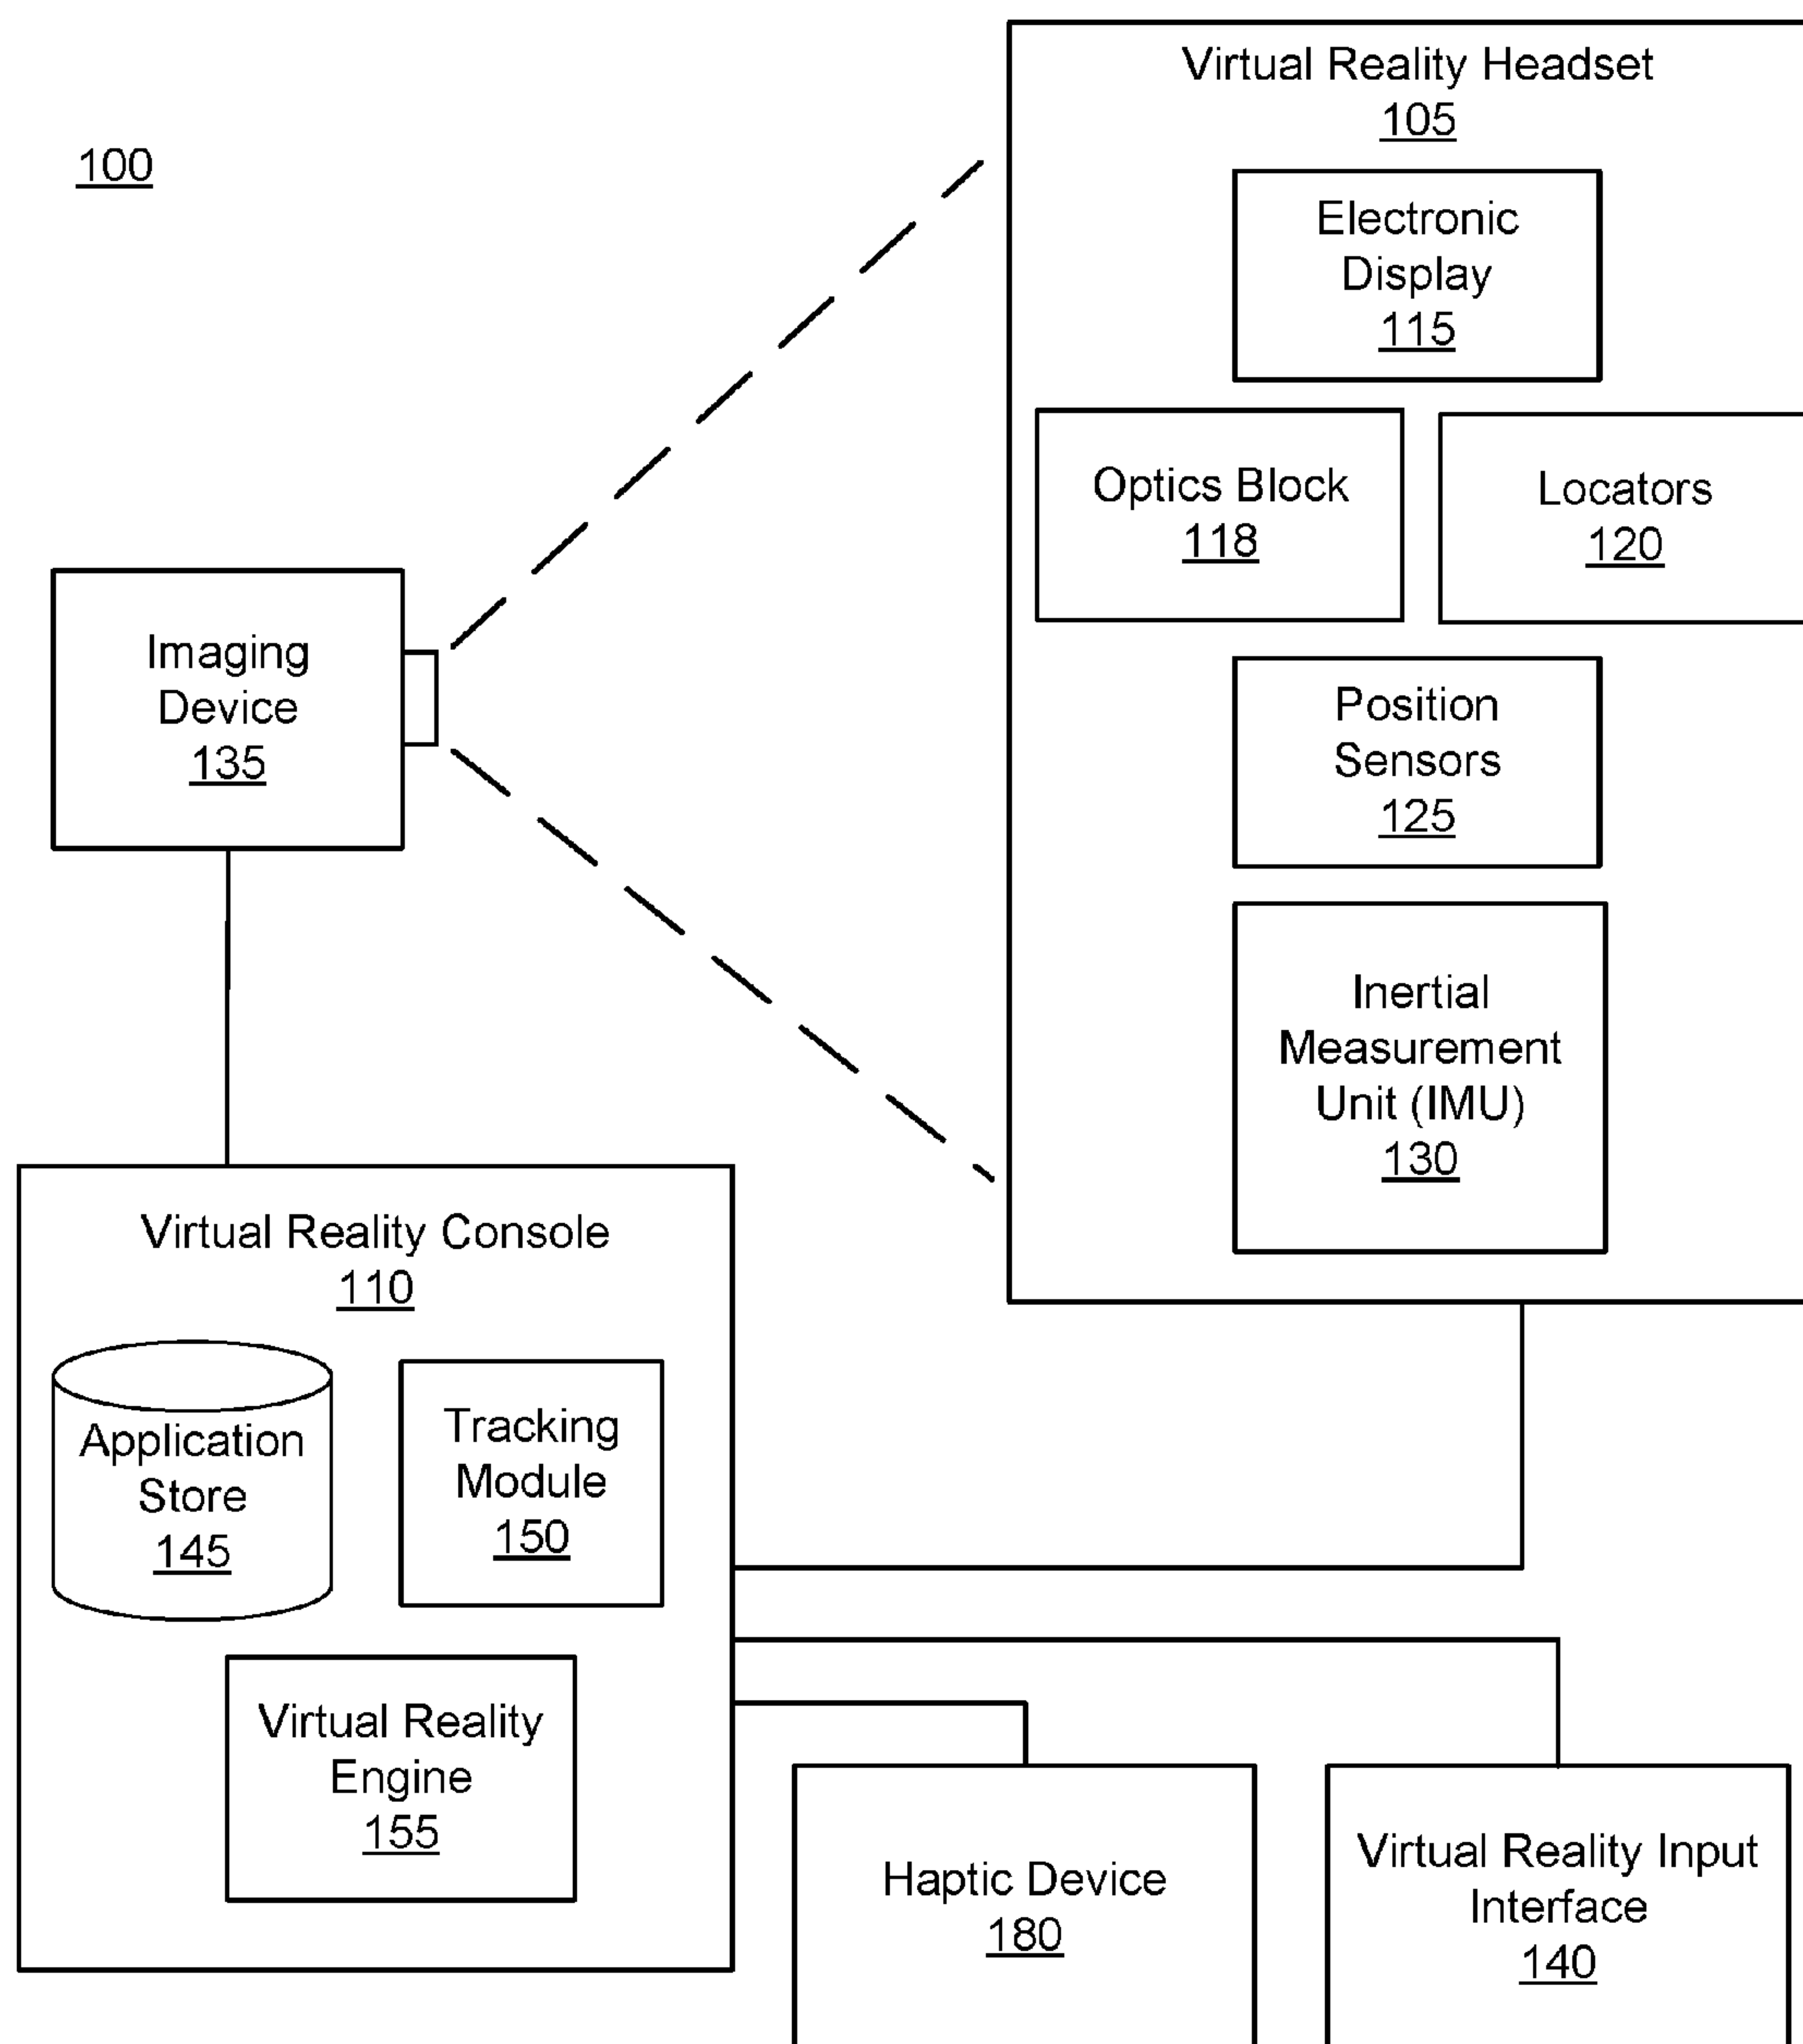 100
Virtual Reality Headset
105
Electronic
Display
115
Optics Block
118
Locators
120
Position
Sensors
125
Inertial
Measurement
Unit (IMU)
130
Imaging
Device
135
Virtual Reality Console
110
Application
Store
145
Tracking
Module
150
Virtual Reality
Engine
155
Haptic Device
180
Virtual Reality Input
Interface
140